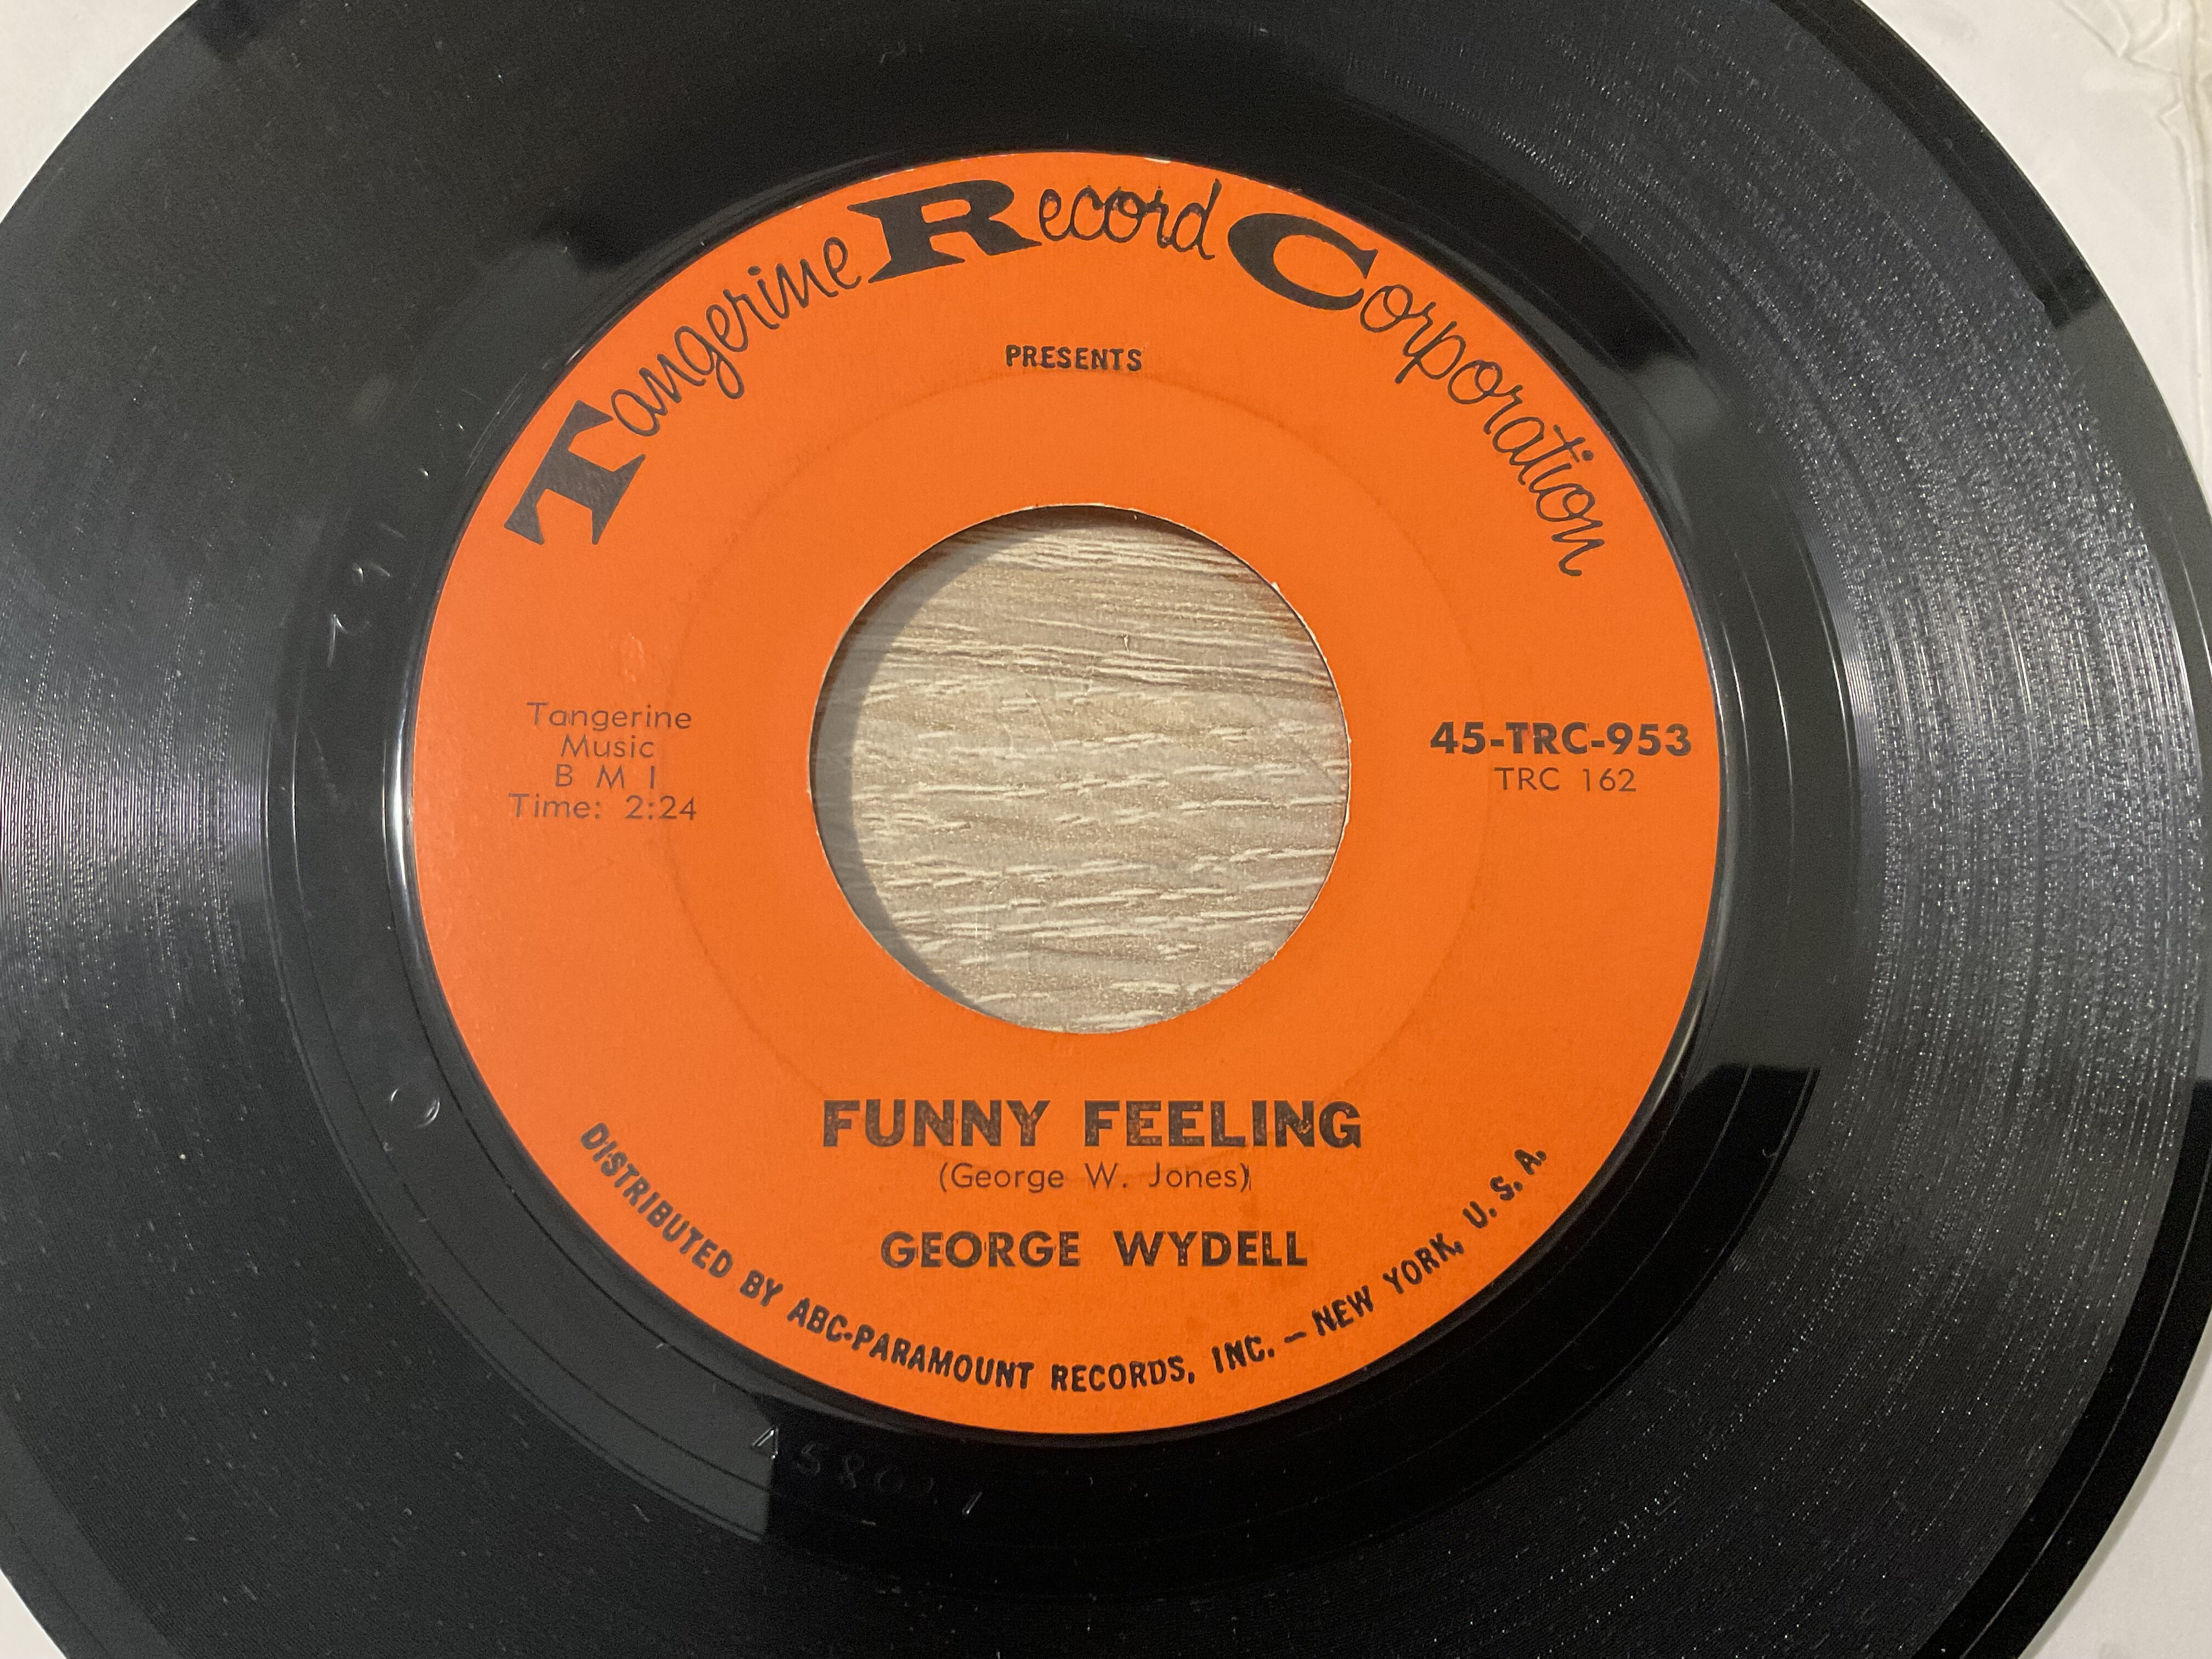 Tangerine Record Corporation
PRESENTS
Tangerine
Music
B M I
Time: 2:24
45-TRC-953
TRC 162
FUNNY FEELING
(George W. Jones)
GEORGE WYDELL
DISTRIBUTED BY ABC-PARAMOUNT RECORDS, INC. — NEW YORK, U. S. A.